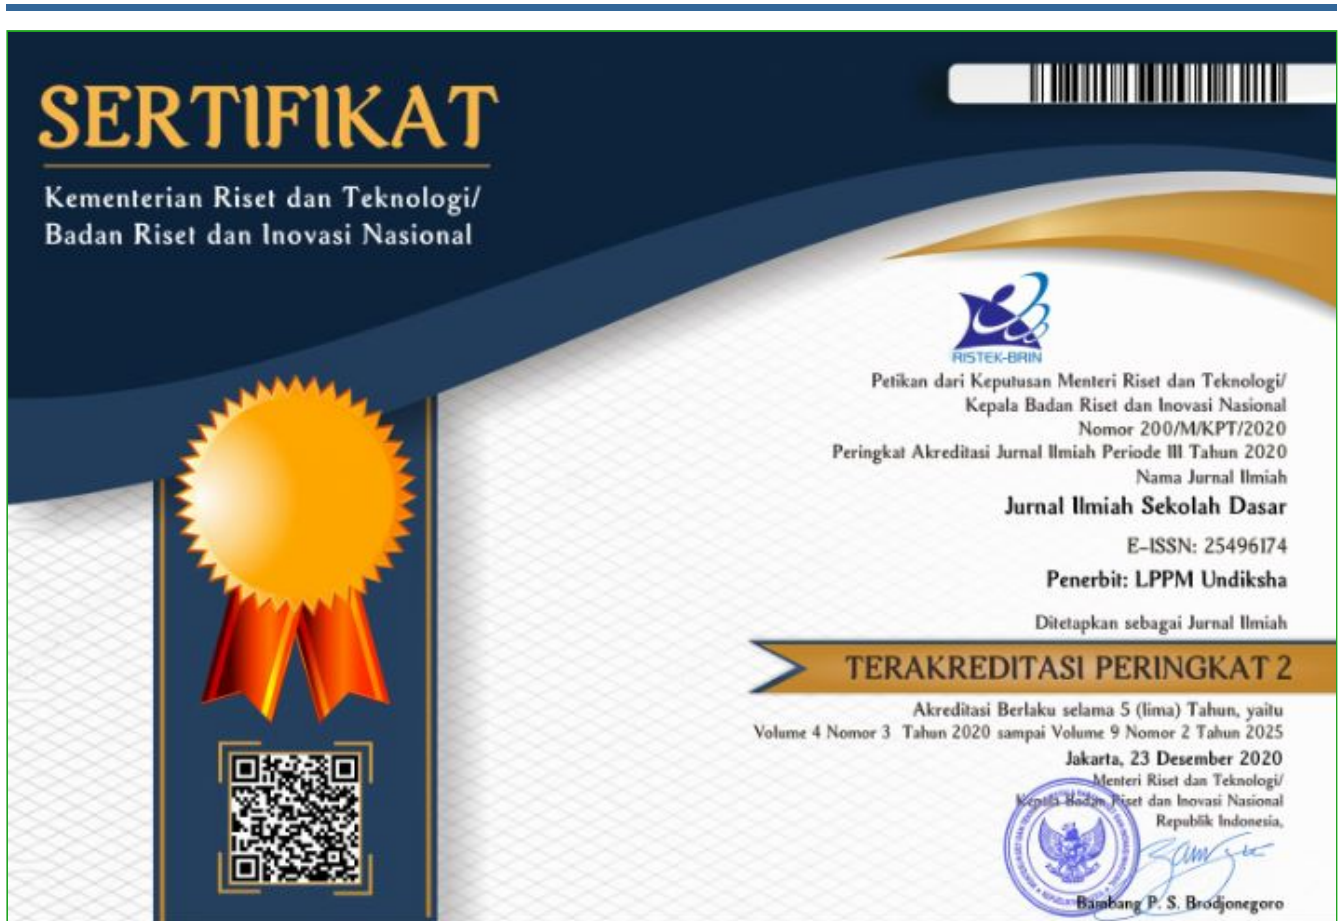 SERTIFIKAT
Kementerian Riset dan Teknologi/
Badan Riset dan Inovasi Nasional
RISTEK-BRIN
Petikan dari Keputusan Menteri Riset dan Teknologi/
Kepala Badan Riset dan Inovasi Nasional
Nomor 200/M/KPT/2020
Peringkat Akreditasi Jurnal Ilmiah Periode III Tahun 2020
Nama Jurnal Ilmiah
Jurnal Ilmiah Sekolah Dasar
E-ISSN: 25496174
Penerbit: LPPM Undiksha
Ditetapkan sebagai Jurnal Ilmiah
TERAKREDITASI PERINGKAT 2
Akreditasi Berlaku selama 5 (lima) Tahun, yaitu
Volume 4 Nomor 3 Tahun 2020 sampai Volume 9 Nomor 2 Tahun 2025
Jakarta, 23 Desember 2020
Menteri Riset dan Teknologi/
Kepala Badan Riset dan Inovasi Nasional
Republik Indonesia,
Bambang P. S. Brodjonegoro